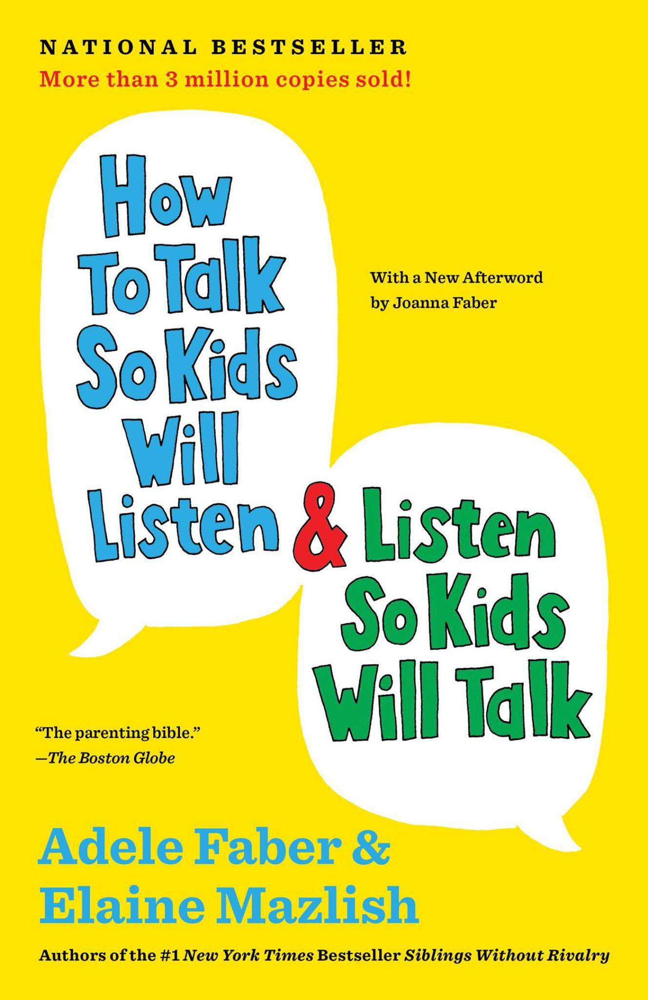 NATIONAL BESTSELLER
More than 3 million copies sold!
How
To Talk
So Kids
Will
Listen
&
Listen
So Kids
Will Talk
With a New Afterword
by Joanna Faber
“The parenting bible.”
—The Boston Globe
Adele Faber &
Elaine Mazlish
Authors of the #1 New York Times Bestseller Siblings Without Rivalry